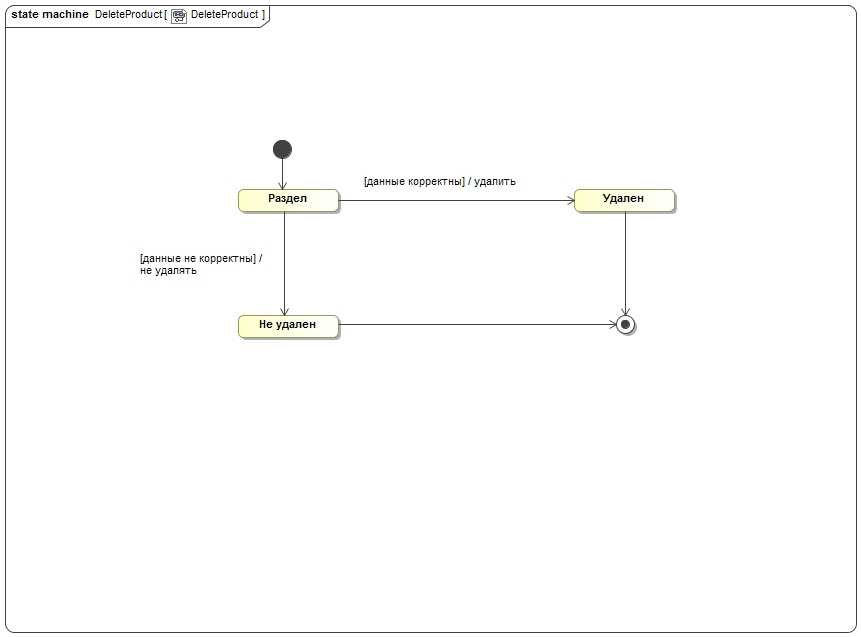 state machine DeleteProduct [ DeleteProduct ]
[данные корректны] / удалить
Раздел
Удален
[данные не корректны] /
не удалять
Не удален